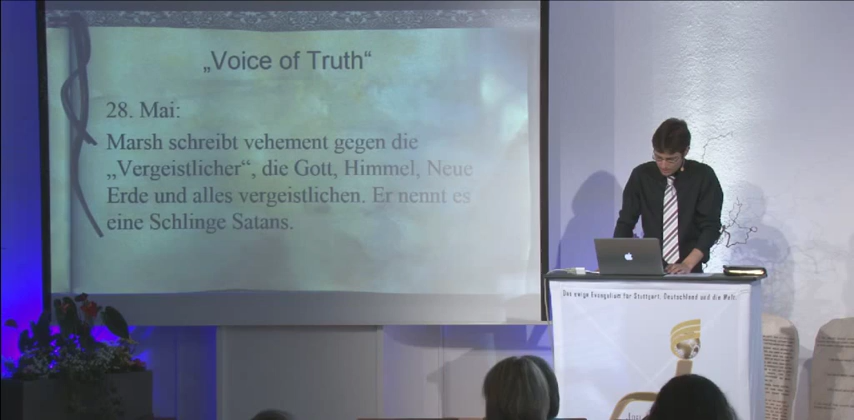 „Voice of Truth“
28. Mai:
Marsh schreibt vehement gegen die
„Vergeistlicher“, die Gott, Himmel, Neue
Erde und alles vergeistlichen. Er nennt es
eine Schlinge Satans.
Das ewige Evangelium für Stuttgart, Deutschland und die Welt